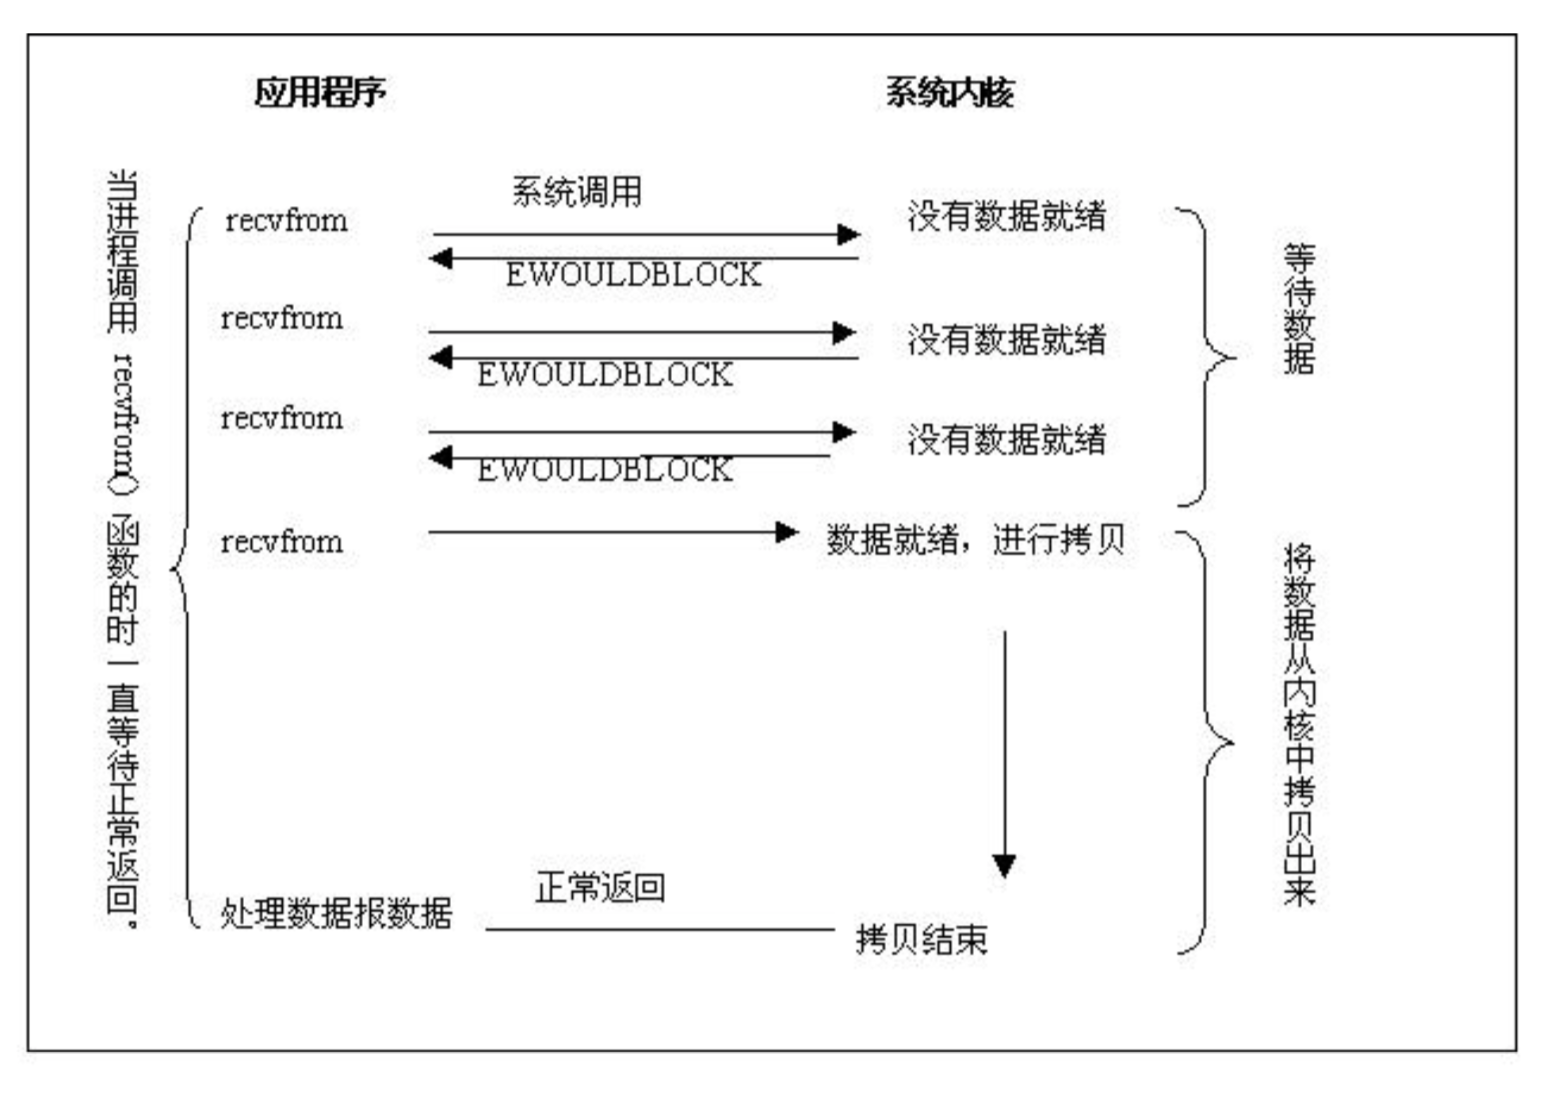 应用程序
系统内核
当进程调用 recvfrom() 函数的时一直等待正常返回。
系统调用
recvfrom
没有数据就绪
EWOULDBLOCK
recvfrom
没有数据就绪
EWOULDBLOCK
recvfrom
没有数据就绪
EWOULDBLOCK
等待数据
recvfrom
数据就绪，进行拷贝
将数据从内核中拷贝出来
正常返回
处理数据报数据
拷贝结束